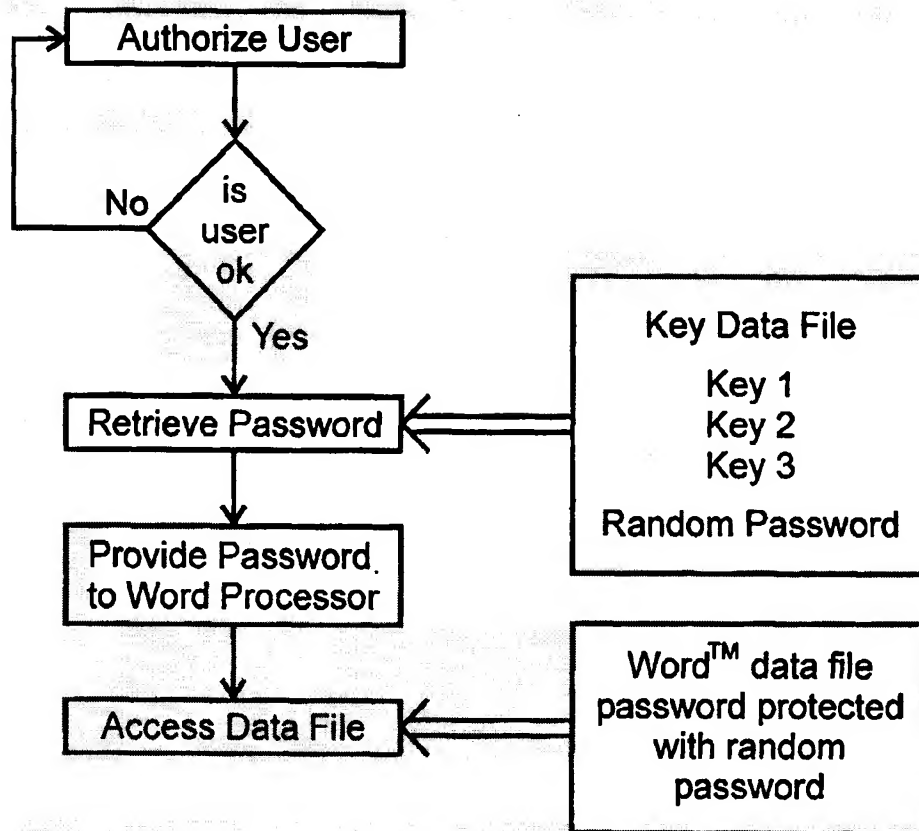 Authorize User
is
user
ok
No
Yes
Retrieve Password
Provide Password
to Word Processor
Access Data File
Key Data File
Key 1
Key 2
Key 3
Random Password
Word™ data file
password protected
with random
password